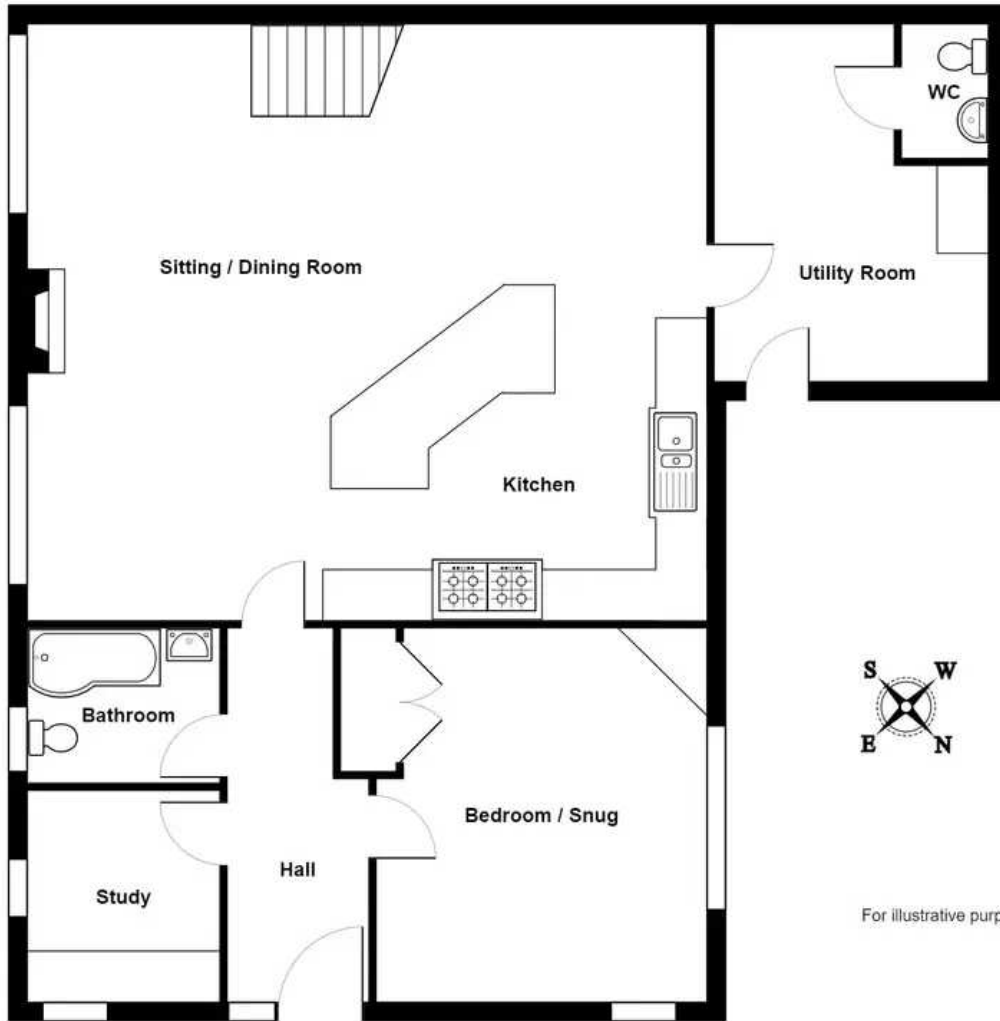 WC
Sitting / Dining Room
Utility Room
Kitchen
S W
E N
Bathroom
Bedroom / Snug
Hall
Study
For illustrative purp